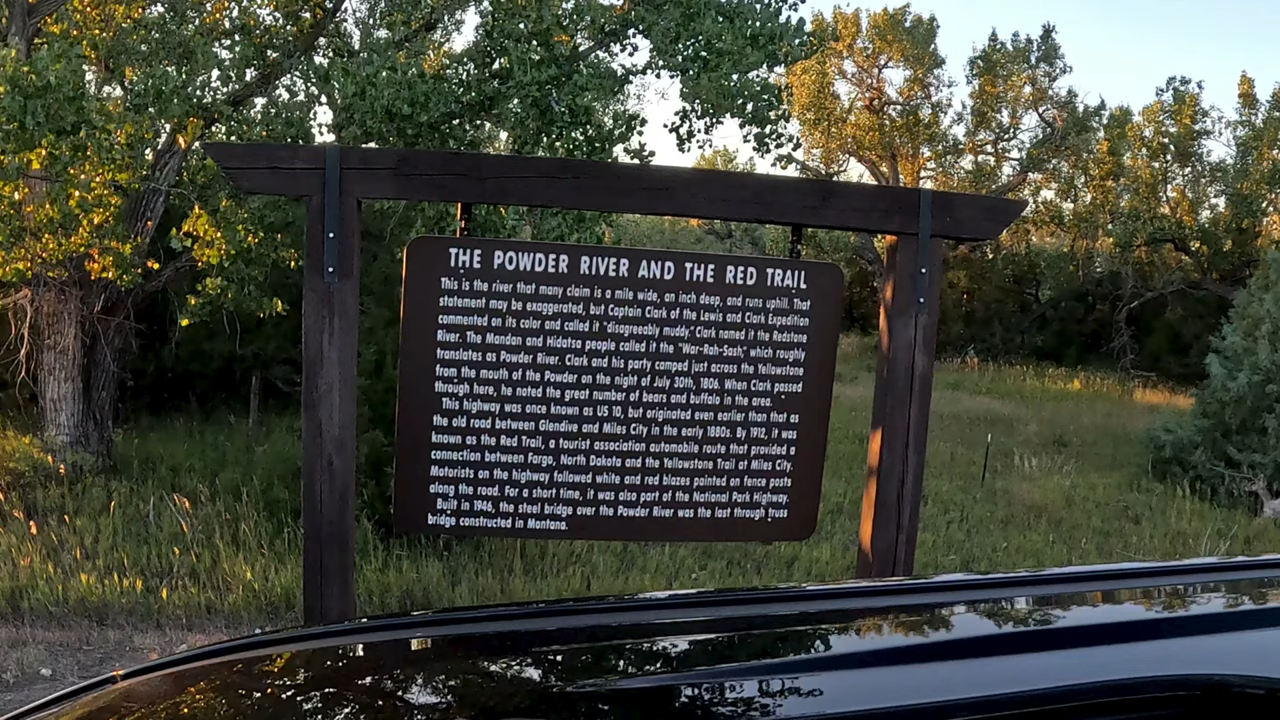 THE POWDER RIVER AND THE RED TRAIL
This is the river that many claim is a mile wide, an inch deep, and runs uphill. That
statement may be exaggerated, but Captain Clark of the Lewis and Clark Expedition
commented on its color and called it "disagreeably muddy." Clark named it the Redstone
River. The Mandan and Hidatsa people called it the "War-Rah-Sash," which roughly
translates as Powder River. Clark and his party camped just across the Yellowstone
from the mouth of the Powder on the night of July 30th, 1806. When Clark passed
through here, he noted the great number of bears and buffalo in the area.
This highway was once known as US 10, but originated even earlier than that as
the old road between Glendive and Miles City in the early 1880s. By 1912, it was
known as the Red Trail, a tourist association automobile route that provided a
connection between Fargo, North Dakota and the Yellowstone Trail at Miles City.
Motorists on the highway followed white and red blazes painted on fence posts
along the road. For a short time, it was also part of the National Park Highway.
Built in 1946, the steel bridge over the Powder River was the last through truss
bridge constructed in Montana.